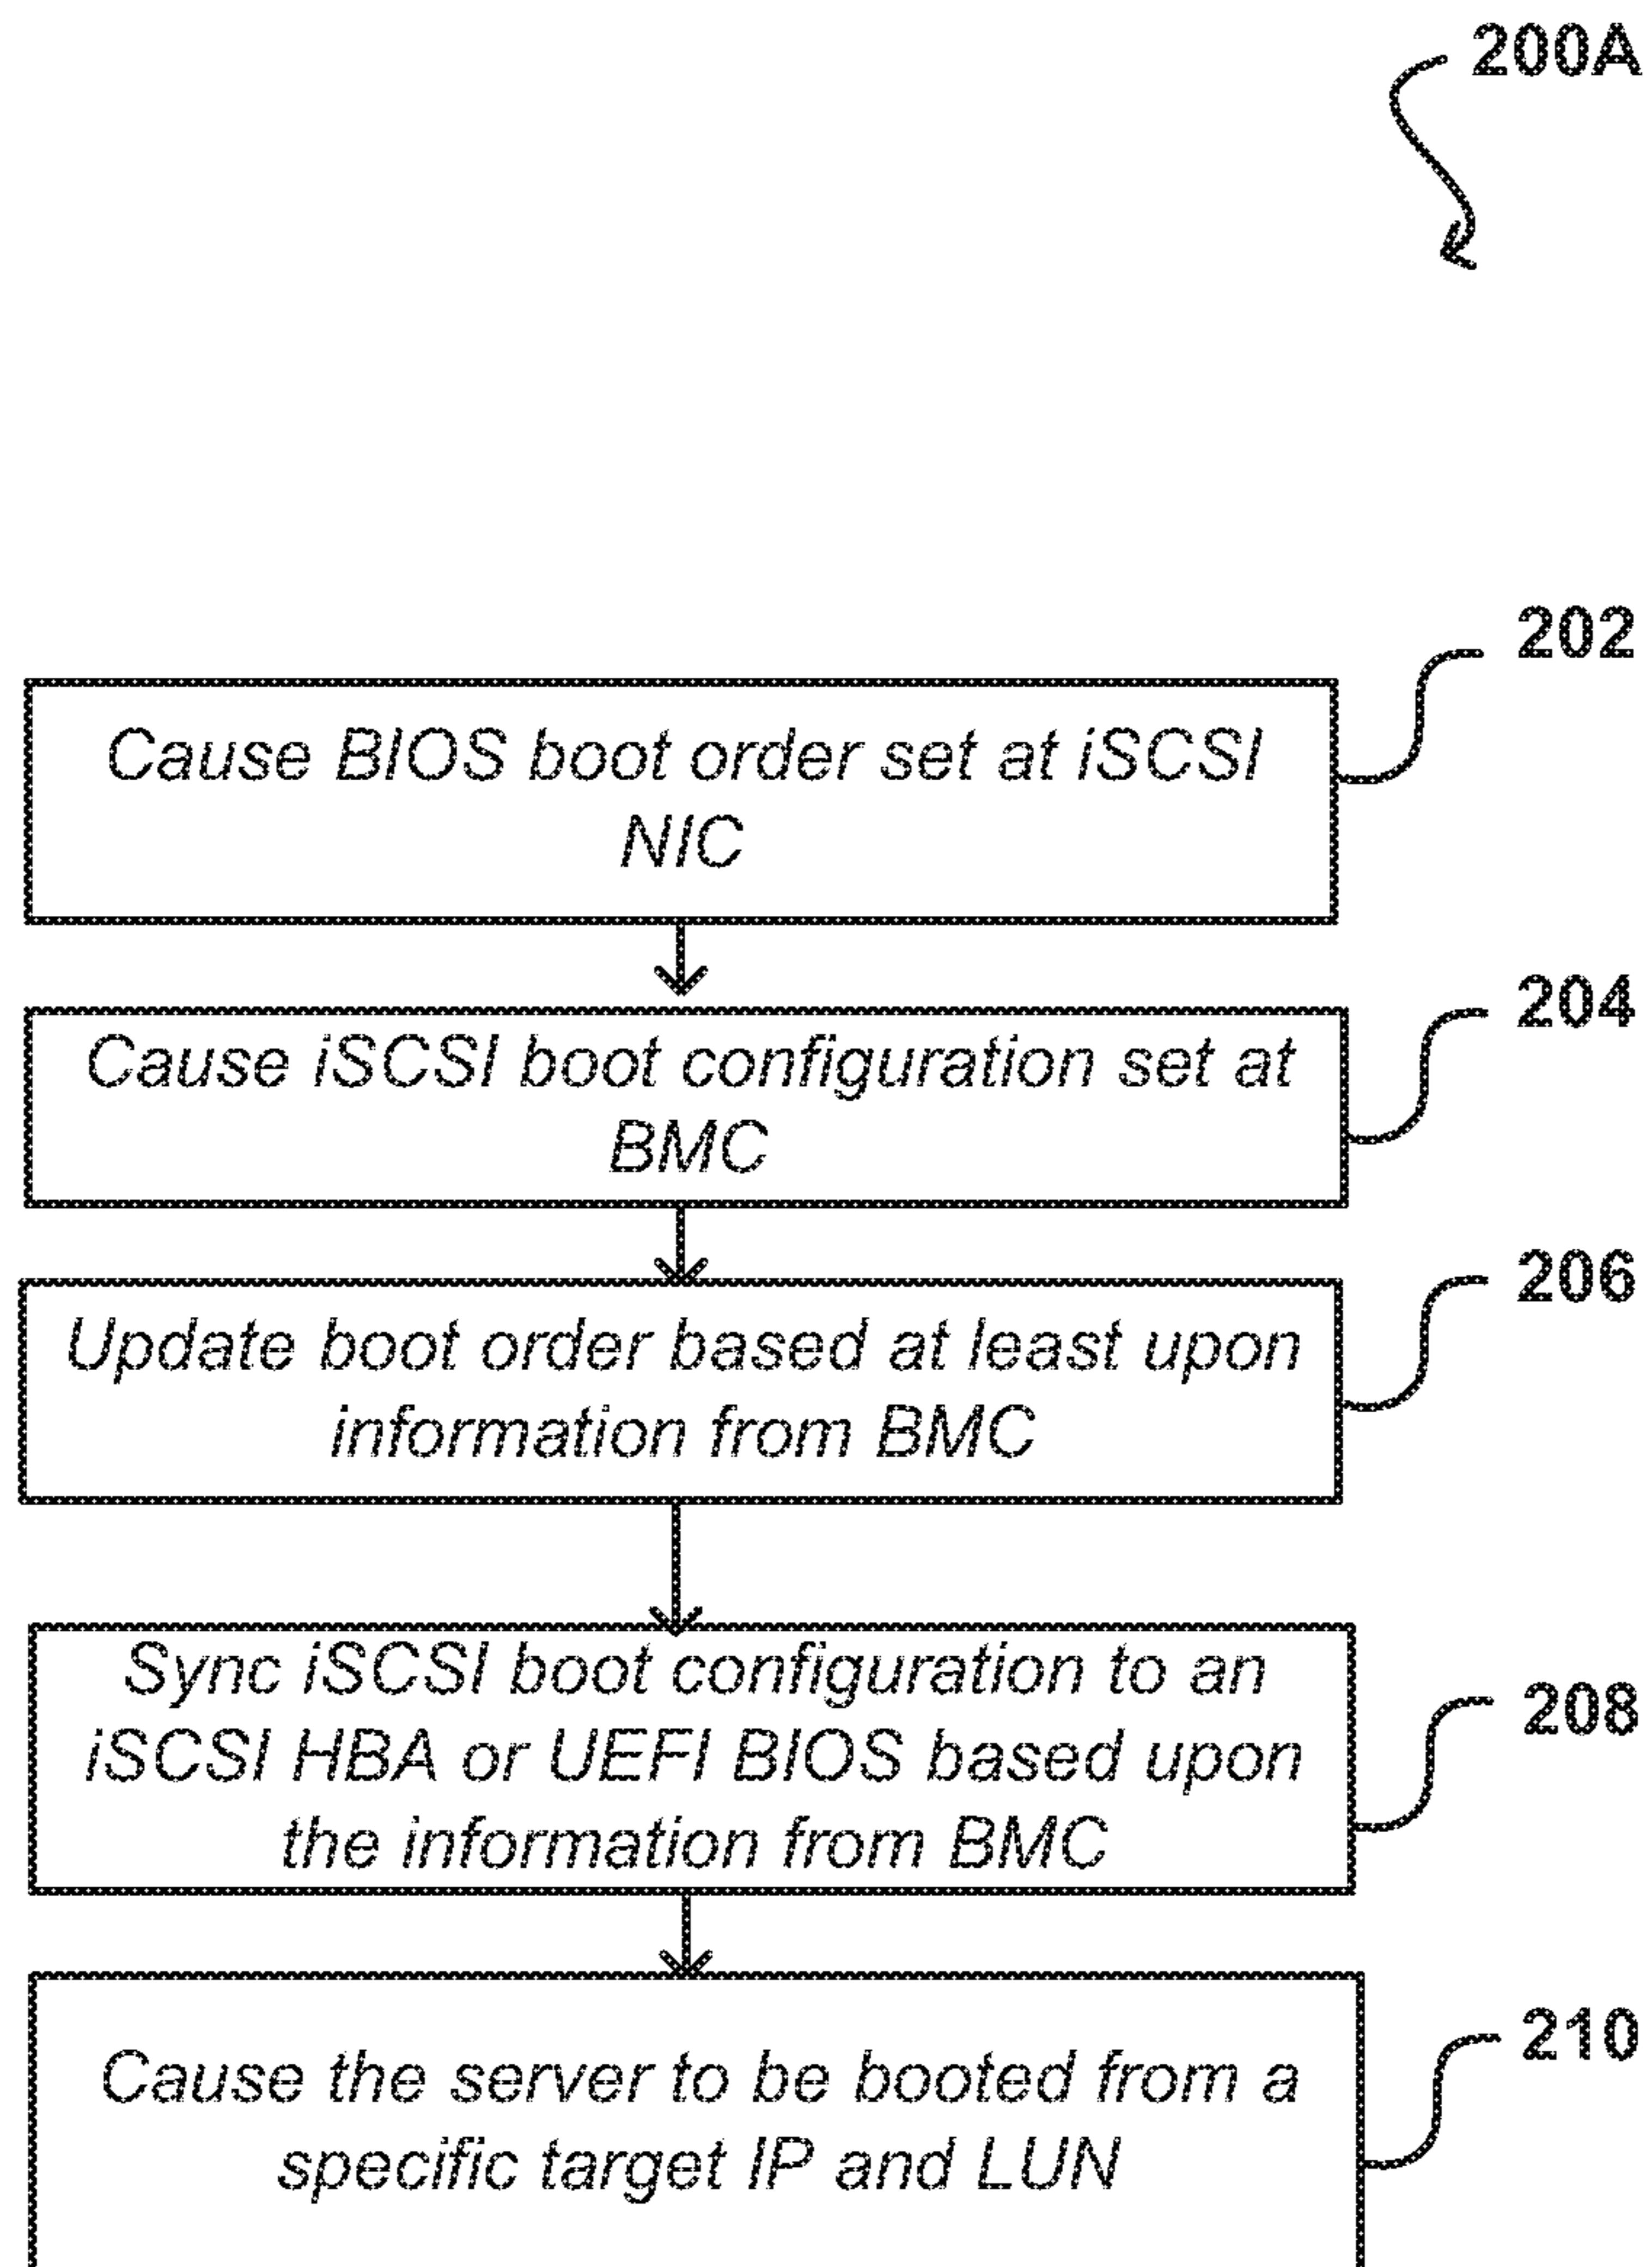 200A
202
Cause BIOS boot order set at iSCSI
NIC
204
Cause iSCSI boot configuration set at
BMC
206
Update boot order based at least upon
information from BMC
208
Sync iSCSI boot configuration to an
iSCSI HBA or UEFI BIOS based upon
the information from BMC
210
Cause the server to be booted from a
specific target IP and LUN